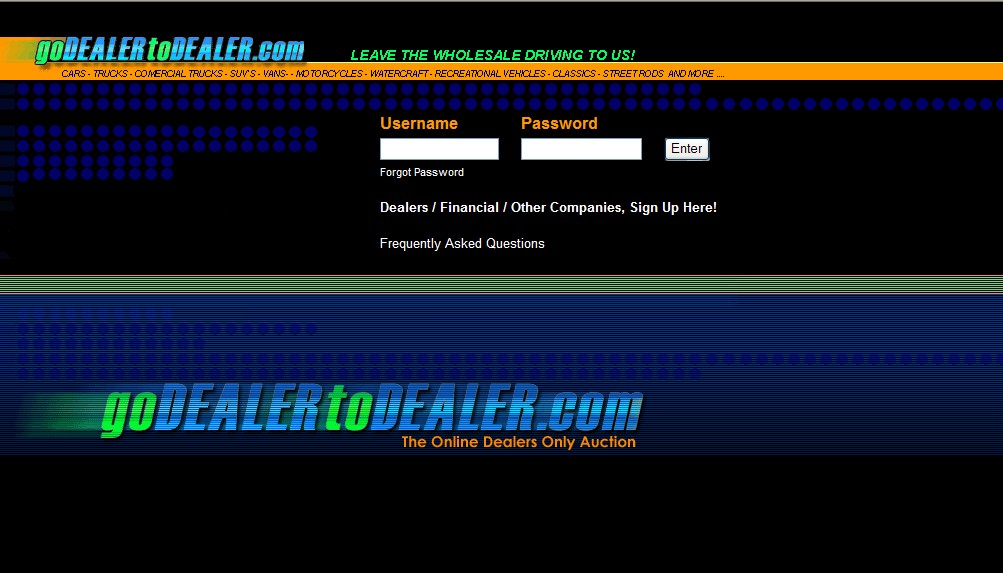 goDEALERtoDEALER.com
LEAVE THE WHOLESALE DRIVING TO US!
CARS - TRUCKS - COMERCIAL TRUCKS - SUV'S - VANS- - MOTORCYCLES - WATERCRAFT - RECREATIONAL VEHICLES - CLASSICS - STREET RODS AND MORE ....
Username Password
Enter
Forgot Password
Dealers / Financial / Other Companies, Sign Up Here!
Frequently Asked Questions
goDEALERtoDEALER.com
The Online Dealers Only Auction